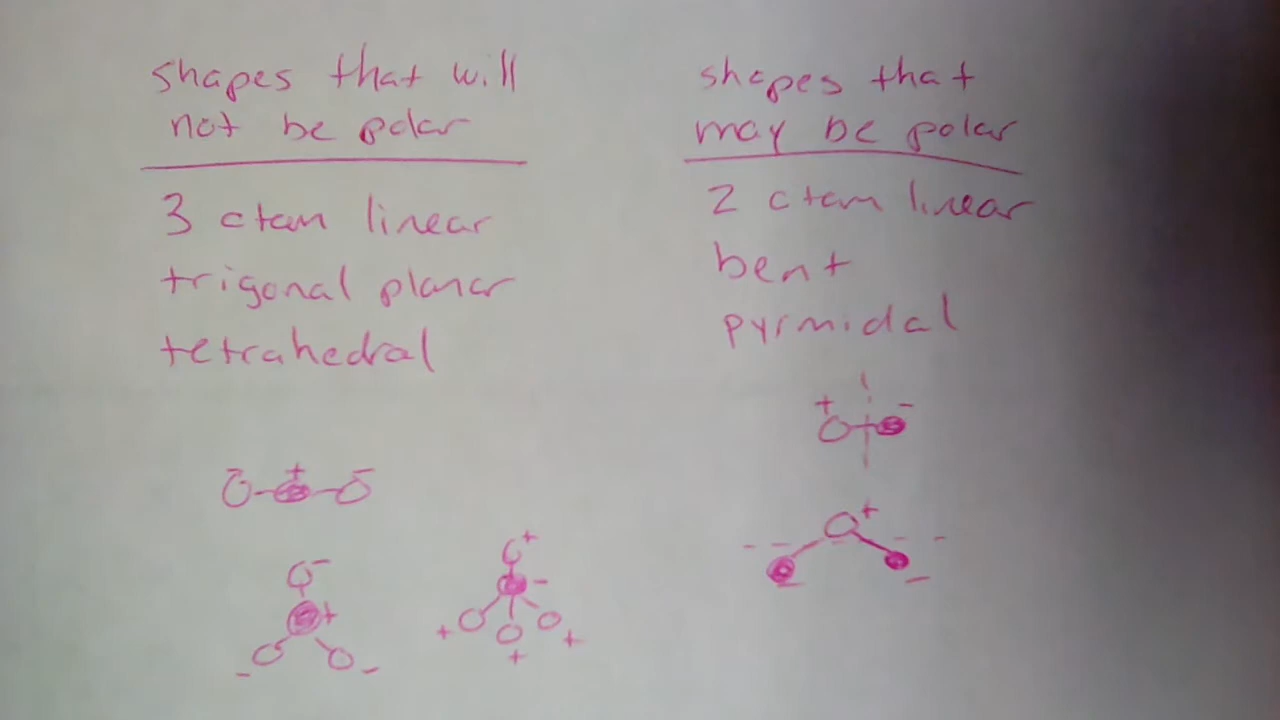 shapes that will
not be polar
3 atom linear
trigonal planar
tetrahedral
shapes that
may be polar
2 atom linear
bent
pyrmidal
- + -
+ -
+
- - - -
- -
- +
- -
+
-
+ + +